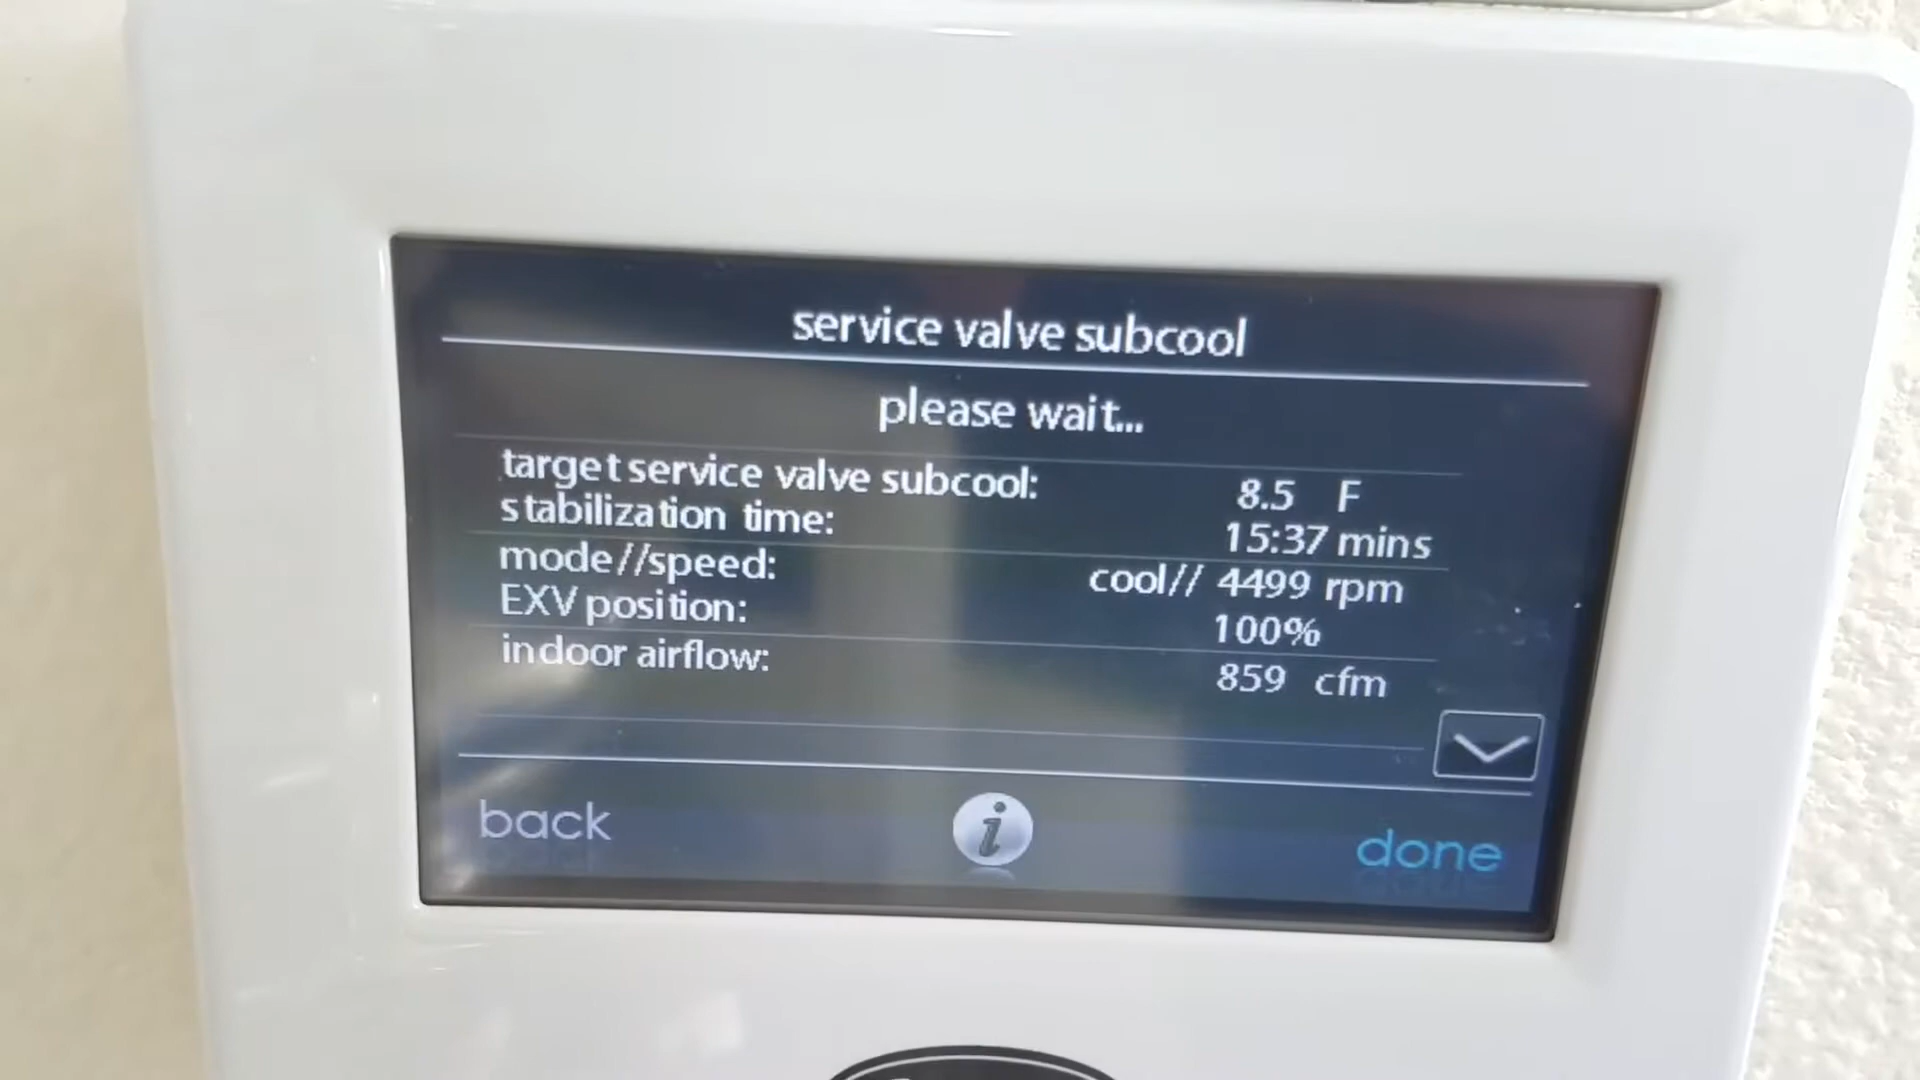 service valve subcool
please wait...
target service valve subcool: 8.5 F
stabilization time: 15:37 mins
mode//speed: cool// 4499 rpm
EXV position: 100%
indoor airflow: 859 cfm
back i done